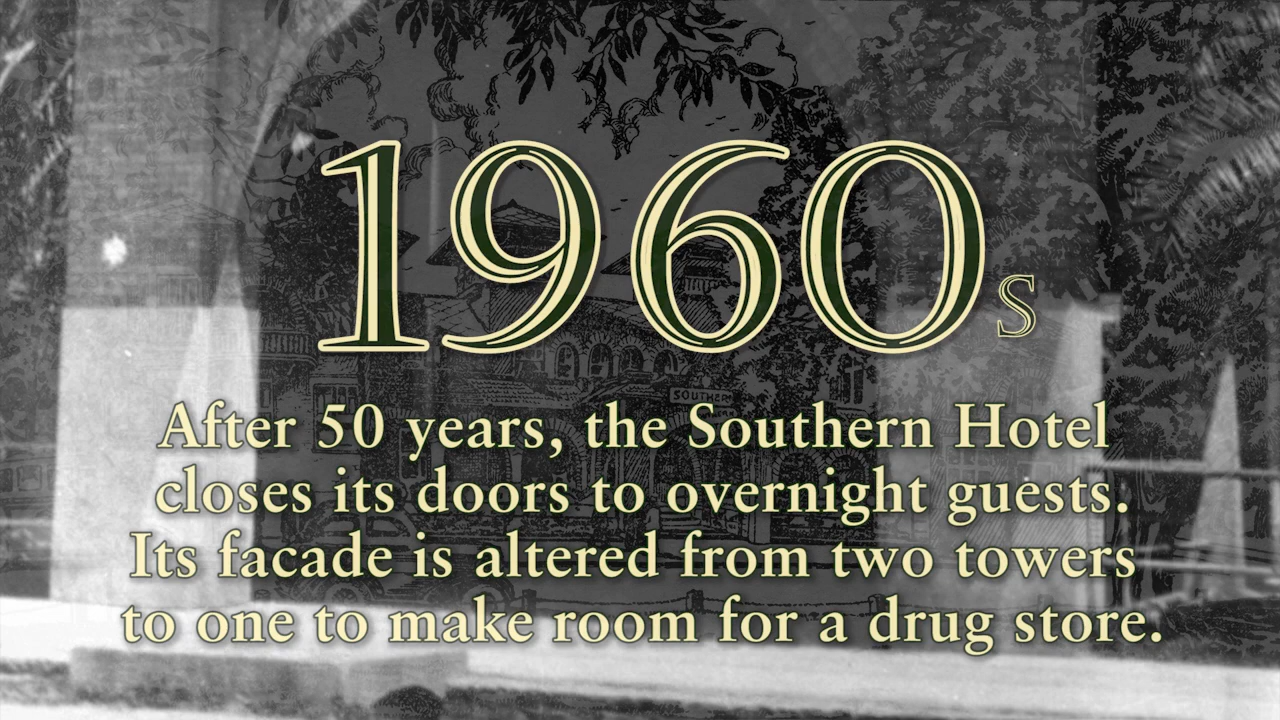 1960s
SOUTHERN
After 50 years, the Southern Hotel
closes its doors to overnight guests.
Its facade is altered from two towers
to one to make room for a drug store.